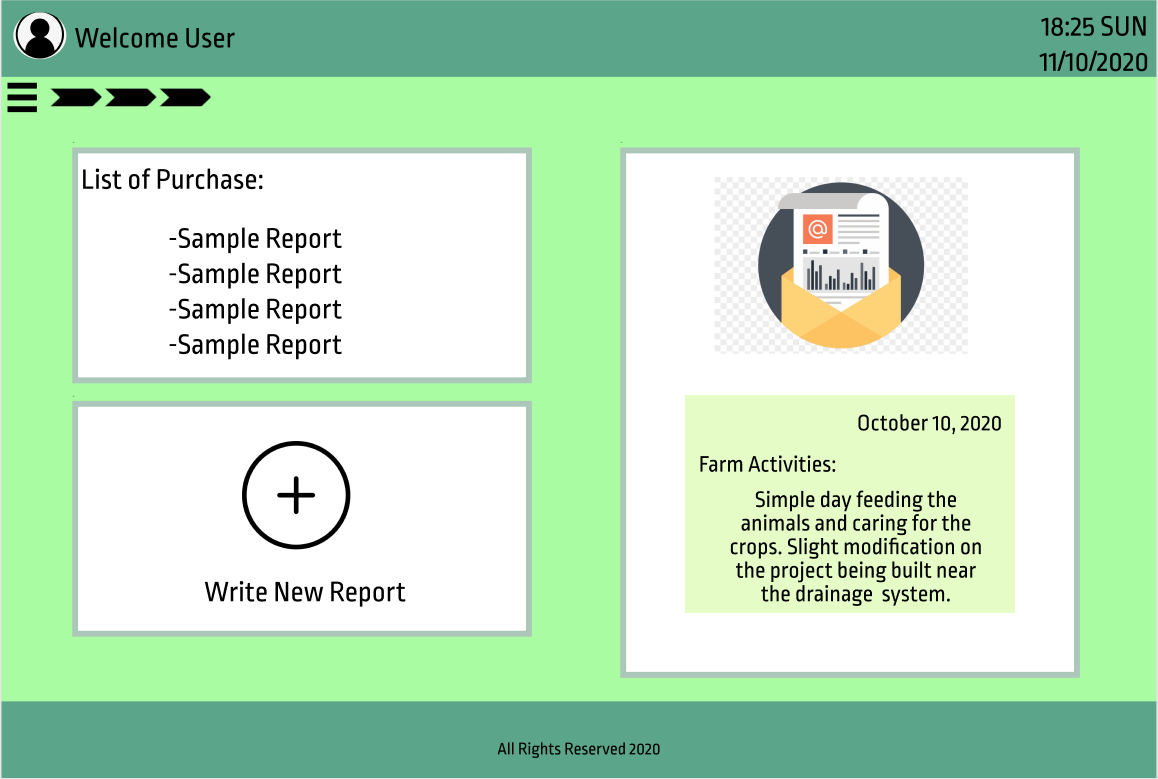 Welcome User
18:25 SUN
11/10/2020
List of Purchase:
-Sample Report
-Sample Report
-Sample Report
-Sample Report
Write New Report
@
October 10, 2020
Farm Activities:
Simple day feeding the
animals and caring for the
crops. Slight modification on
the project being built near
the drainage system.
All Rights Reserved 2020